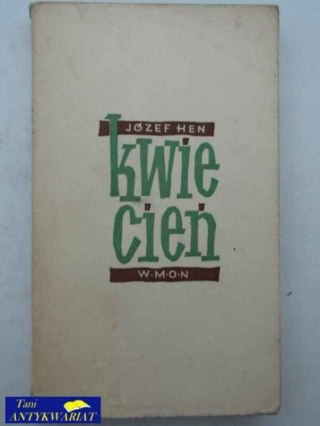 JÓZEF HEN
kwie
cień
W·M·O·N
Tani
ANTYKWARIAT